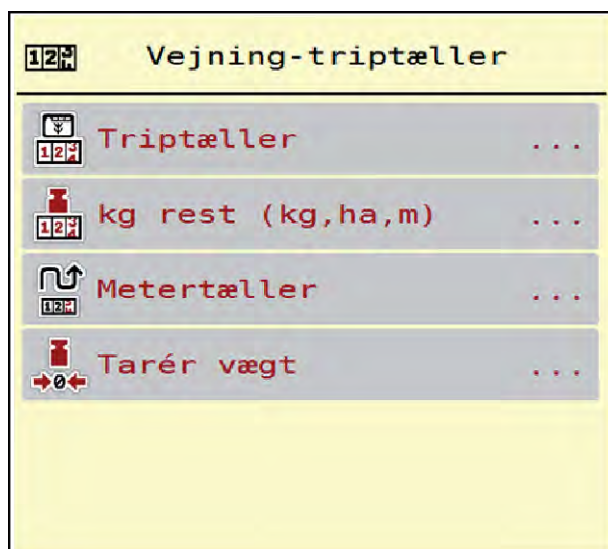 Vejning-triptæller
Triptæller ...
kg rest (kg,ha,m) ...
Metertæller ...
Tarér vægt ...